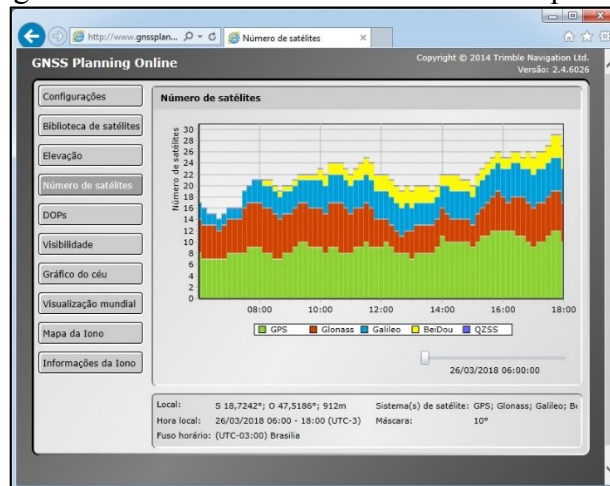 http://www.gnssplan...
Número de satélites
GNSS Planning Online
Copyright © 2014 Trimble Navigation Ltd.
Versão: 2.4.6026
Configurações
Biblioteca de satélites
Elevação
Número de satélites
DOPs
Visibilidade
Gráfico do céu
Visualização mundial
Mapa da Iono
Informações da Iono
Número de satélites
Número de satélites
30
28
26
24
22
20
18
16
14
12
10
8
6
4
2
0
08:00 10:00 12:00 14:00 16:00 18:00
GPS Glonass Galileo BeiDou QZSS
26/03/2018 06:00:00
Local: S 18,7242°; O 47,5186°; 912m Sistema(s) de satélite: GPS; Glonass; Galileo;
Hora local: 26/03/2018 06:00 - 18:00 (UTC-3) Máscara: 10°
Fuso horário: (UTC-03:00) Brasilia